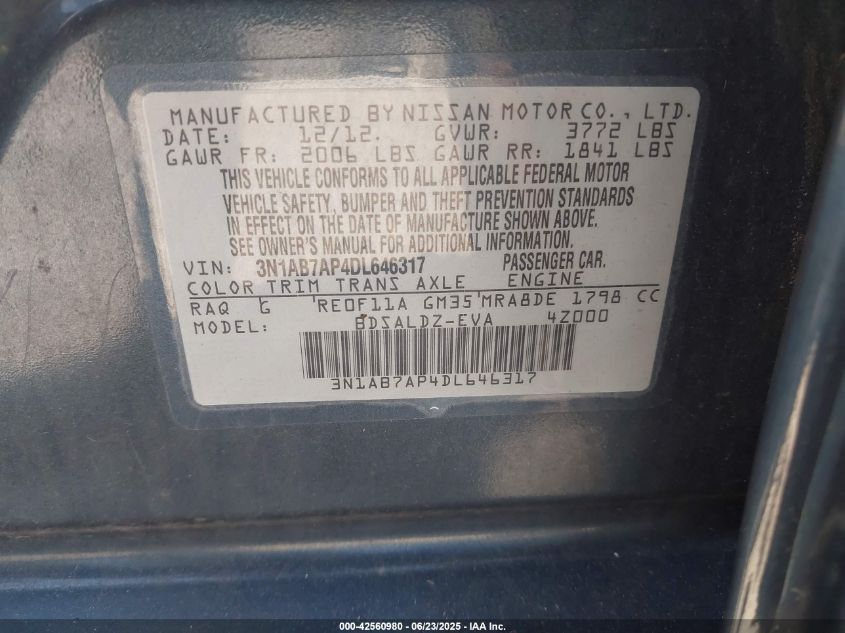 MANUFACTURED BY NISSAN MOTOR CO., LTD.
DATE: 12/12. GVWR: 3772 LBS
GAWR FR: 2006 LBS GAWR RR: 1841 LBS
THIS VEHICLE CONFORMS TO ALL APPLICABLE FEDERAL MOTOR
VEHICLE SAFETY, BUMPER AND THEFT PREVENTION STANDARDS
IN EFFECT ON THE DATE OF MANUFACTURE SHOWN ABOVE.
SEE OWNER'S MANUAL FOR ADDITIONAL INFORMATION.
VIN: 3N1AB7AP4DL646317 PASSENGER CAR.
COLOR TRIM TRANS AXLE ENGINE
RAQ G RE0F11A GM35 MRA8DE 1798 CC
MODEL: BDSALDZ-EVA 4Z000
3N1AB7AP4DL646317
000-42560980 - 06/23/2025 - IAA Inc.